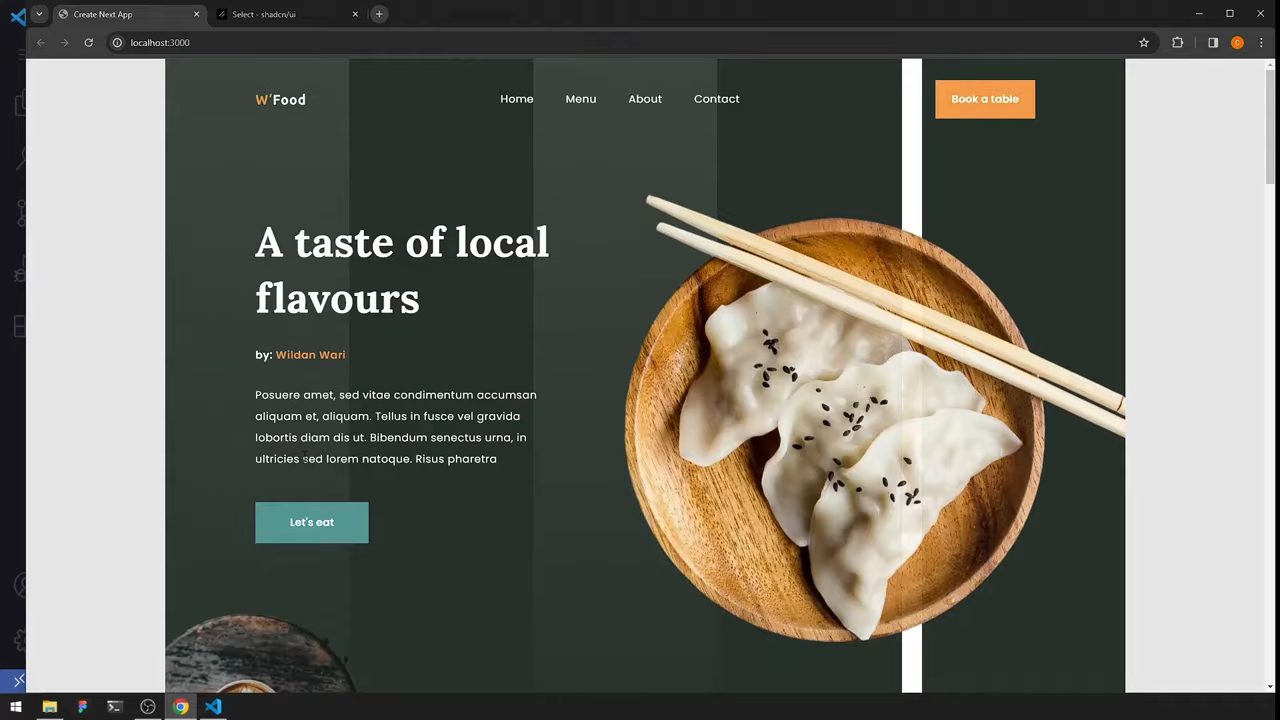 Create Next App
Select - shadcn/ui
localhost:3000
C
W'Food
Home
Menu
About
Contact
Book a table
A taste of local
flavours
by: Wildan Wari
Posuere amet, sed vitae condimentum accumsan
aliquam et, aliquam. Tellus in fusce vel gravida
lobortis diam dis ut. Bibendum senectus urna, in
ultricies sed lorem natoque. Risus pharetra
Let's eat